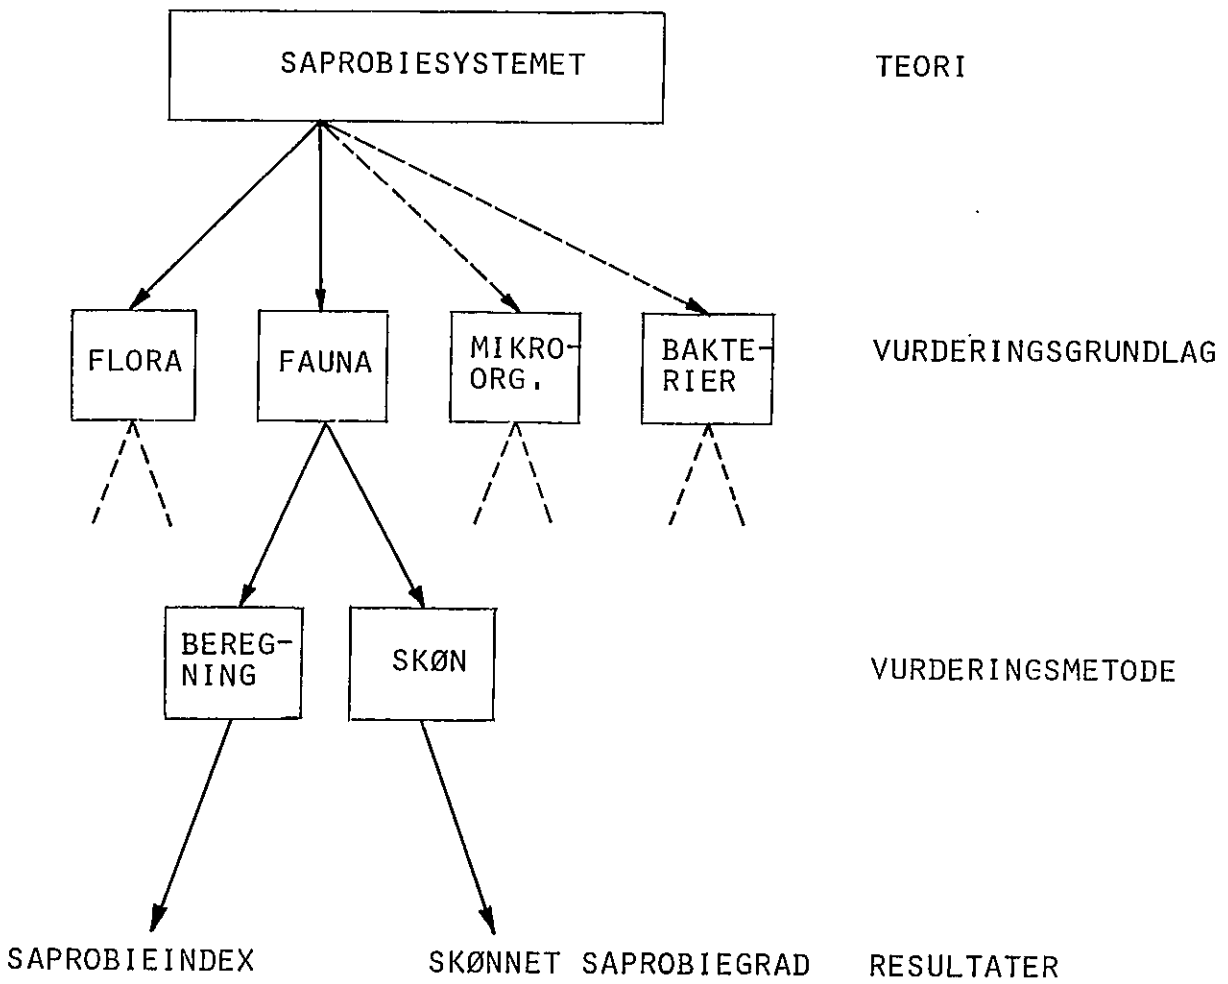 SAPROBIESYSTEMET
TEORI
FLORA
FAUNA
MIKRO-
ORG.
BAKTE-
RIER
VURDERINGSGRUNDLAG
BEREG-
NING
SKØN
VURDERINGSMETODE
SAPROBIEINDEX
SKØNNET SAPROBIEGRAD
RESULTATER